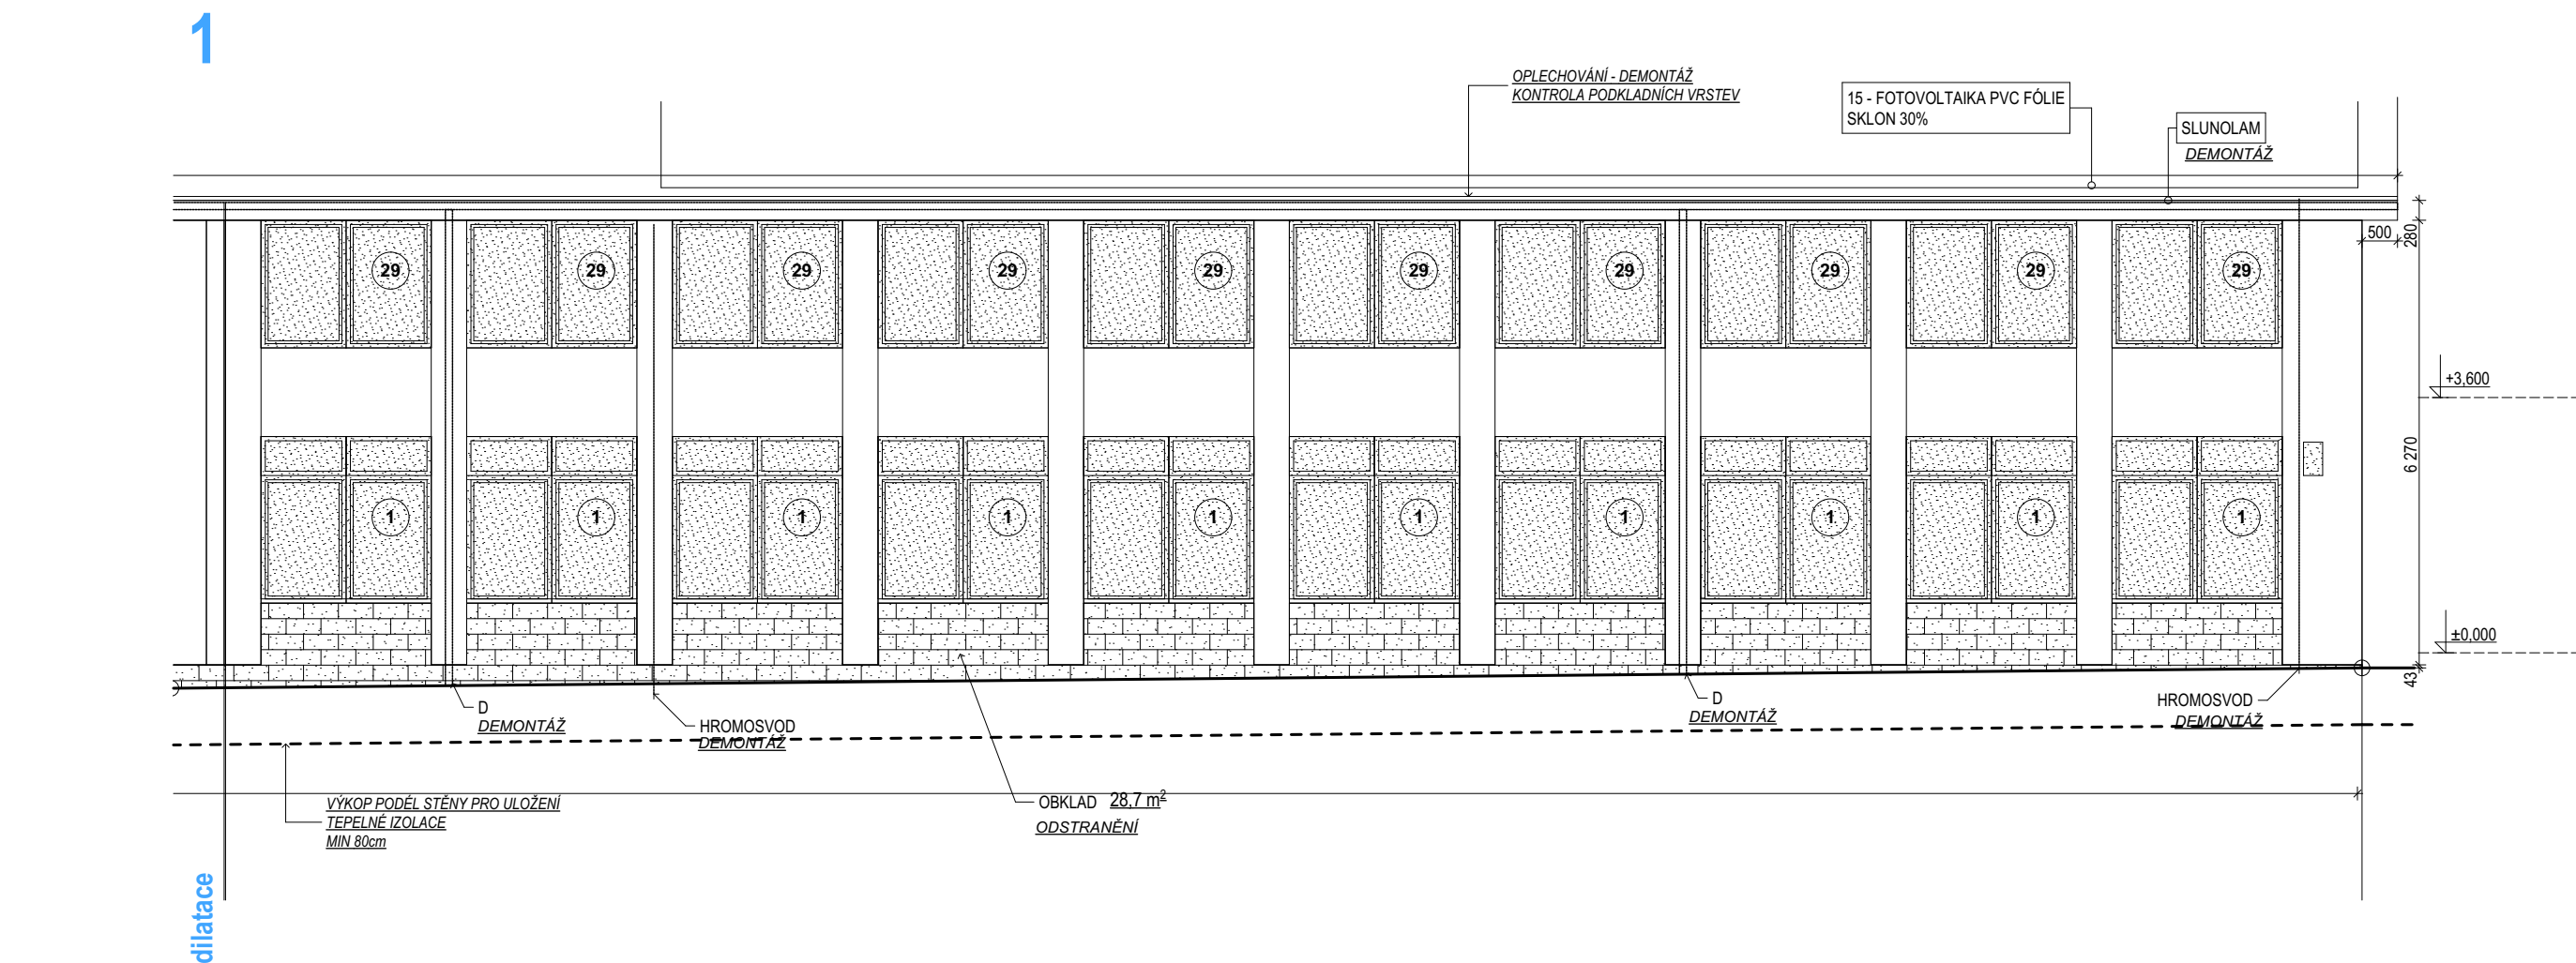 1
OPLECHOVÁNÍ - DEMONTÁŽ
KONTROLA PODKLADNÍCH VRSTEV
15 - FOTOVOLTAIKA PVC FÓLIE
SKLON 30%
SLUNOLAM
DEMONTÁŽ
500
280
29 29 29 29 29 29 29 29 29 29
+3,600
6 270
1 1 1 1 1 1 1 1 1 1
±0,000
43
D
DEMONTÁŽ
HROMOSVOD
DEMONTÁŽ
D
DEMONTÁŽ
HROMOSVOD
DEMONTÁŽ
VÝKOP PODÉL STĚNY PRO ULOŽENÍ
TEPELNÉ IZOLACE
MIN 80cm
OBKLAD 28,7 m²
ODSTRANĚNÍ
dilatace